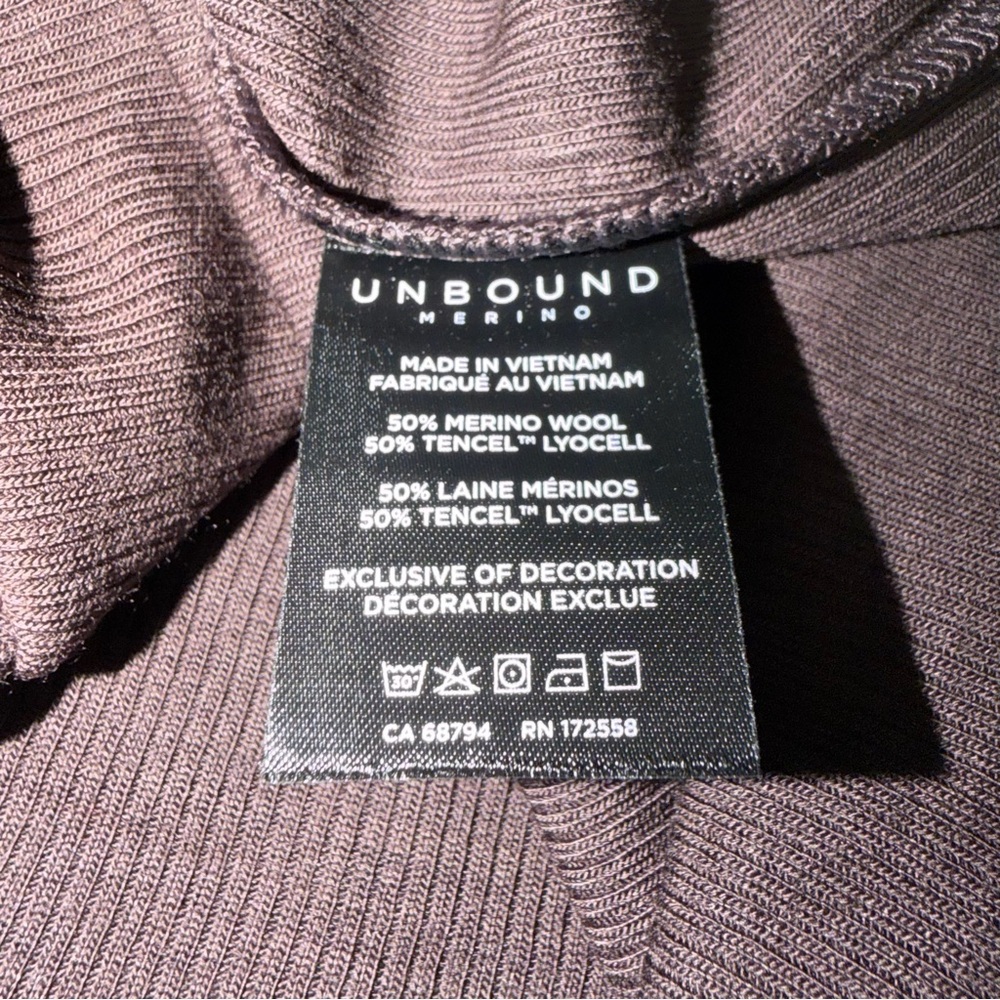 UNBOUND
MERINO
MADE IN VIETNAM
FABRIQUÉ AU VIETNAM
50% MERINO WOOL
50% TENCEL™ LYOCELL
50% LAINE MÉRINOS
50% TENCEL™ LYOCELL
EXCLUSIVE OF DECORATION
DÉCORATION EXCLUE
30°
CA 68794 RN 172558